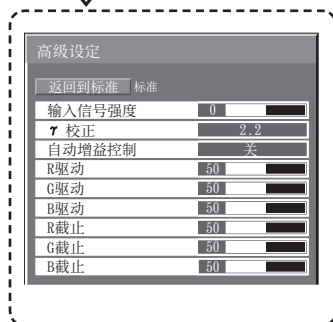 高级设定
返回到标准 标准
输入信号强度 0
γ 校正 2.2
自动增益控制 关
R驱动 50
G驱动 50
B驱动 50
R截止 50
G截止 50
B截止 50